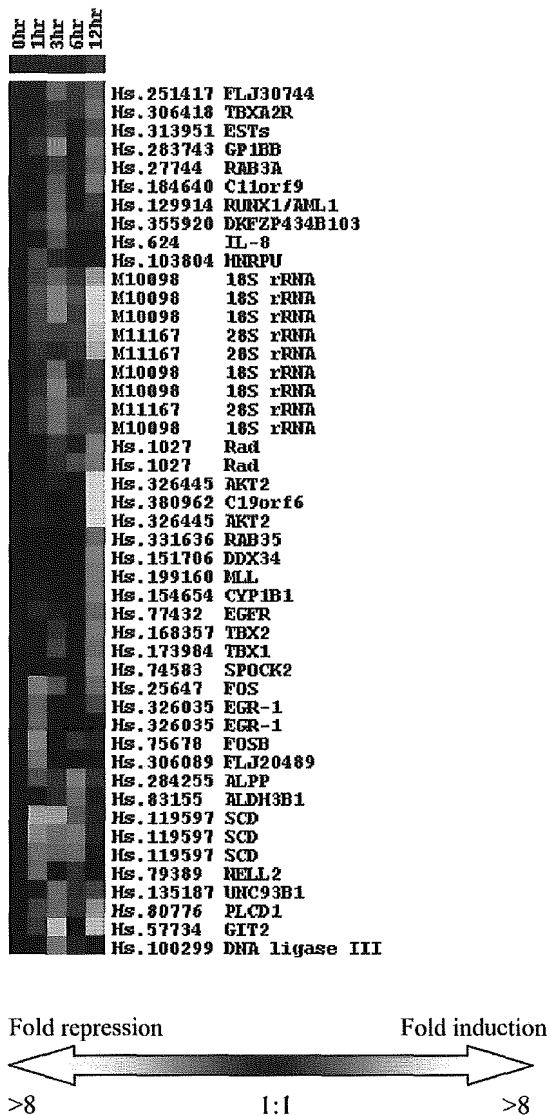 0hr 1hr 3hr 6hr 12hr
Hs.251417 FLJ30744
Hs.306418 TBXA2R
Hs.313951 ESTs
Hs.283743 GP1BB
Hs.27744 RAB3A
Hs.184640 C11orf9
Hs.129914 RUNX1/AML1
Hs.355920 DKFZP434B103
Hs.624 IL-8
Hs.103804 HNRPU
M10098 18S rRNA
M10098 18S rRNA
M10098 18S rRNA
M11167 28S rRNA
M11167 28S rRNA
M10098 18S rRNA
M10098 18S rRNA
M11167 28S rRNA
M10098 18S rRNA
Hs.1027 Rad
Hs.1027 Rad
Hs.326445 AKT2
Hs.380962 C19orf6
Hs.326445 AKT2
Hs.331636 RAB35
Hs.151706 DDX34
Hs.199160 MLL
Hs.154654 CYP1B1
Hs.77432 EGFR
Hs.168357 TBX2
Hs.173984 TBX1
Hs.74583 SPOCK2
Hs.25647 FOS
Hs.326035 EGR-1
Hs.326035 EGR-1
Hs.75678 FOSB
Hs.306089 FLJ20489
Hs.284255 ALPP
Hs.83155 ALDH3B1
Hs.119597 SCD
Hs.119597 SCD
Hs.119597 SCD
Hs.79389 NELL2
Hs.135187 UNC93B1
Hs.80776 PLCD1
Hs.57734 GIT2
Hs.100299 DNA ligase III
Fold repression Fold induction
>8 1:1 >8